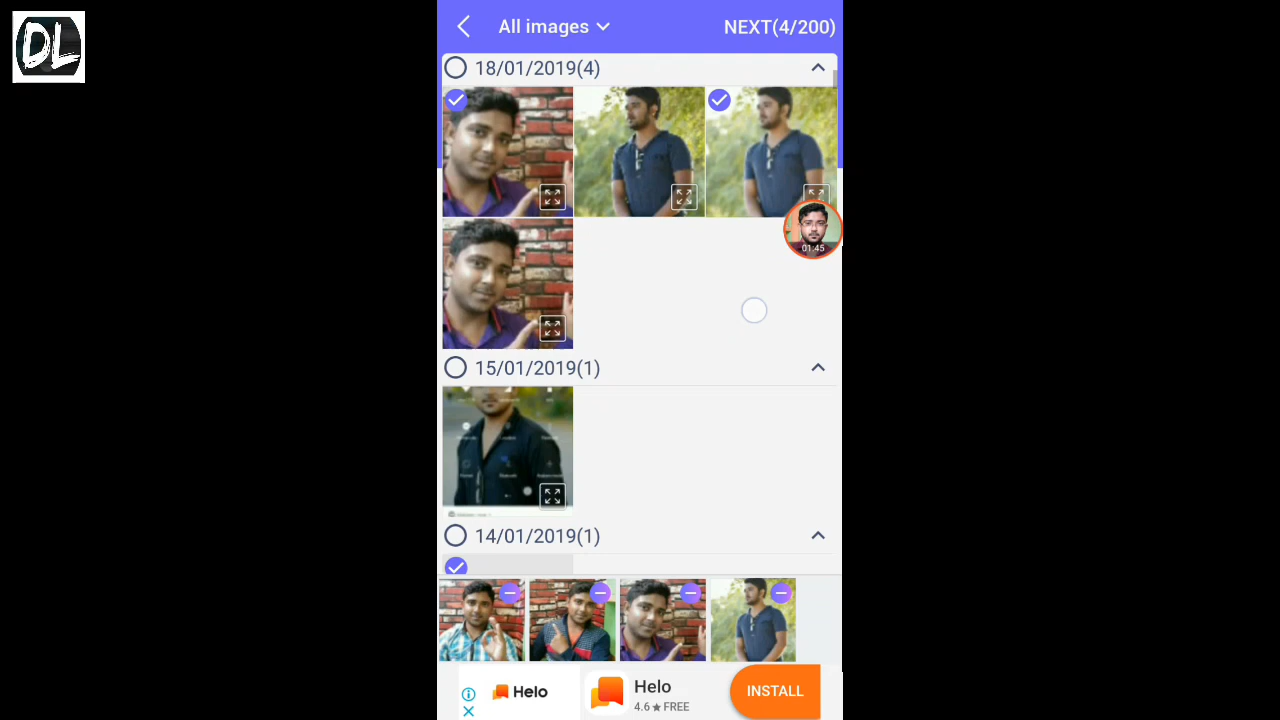 DL
All images
NEXT(4/200)
18/01/2019(4)
01:45
15/01/2019(1)
14/01/2019(1)
Helo
Helo
4.6★FREE
INSTALL